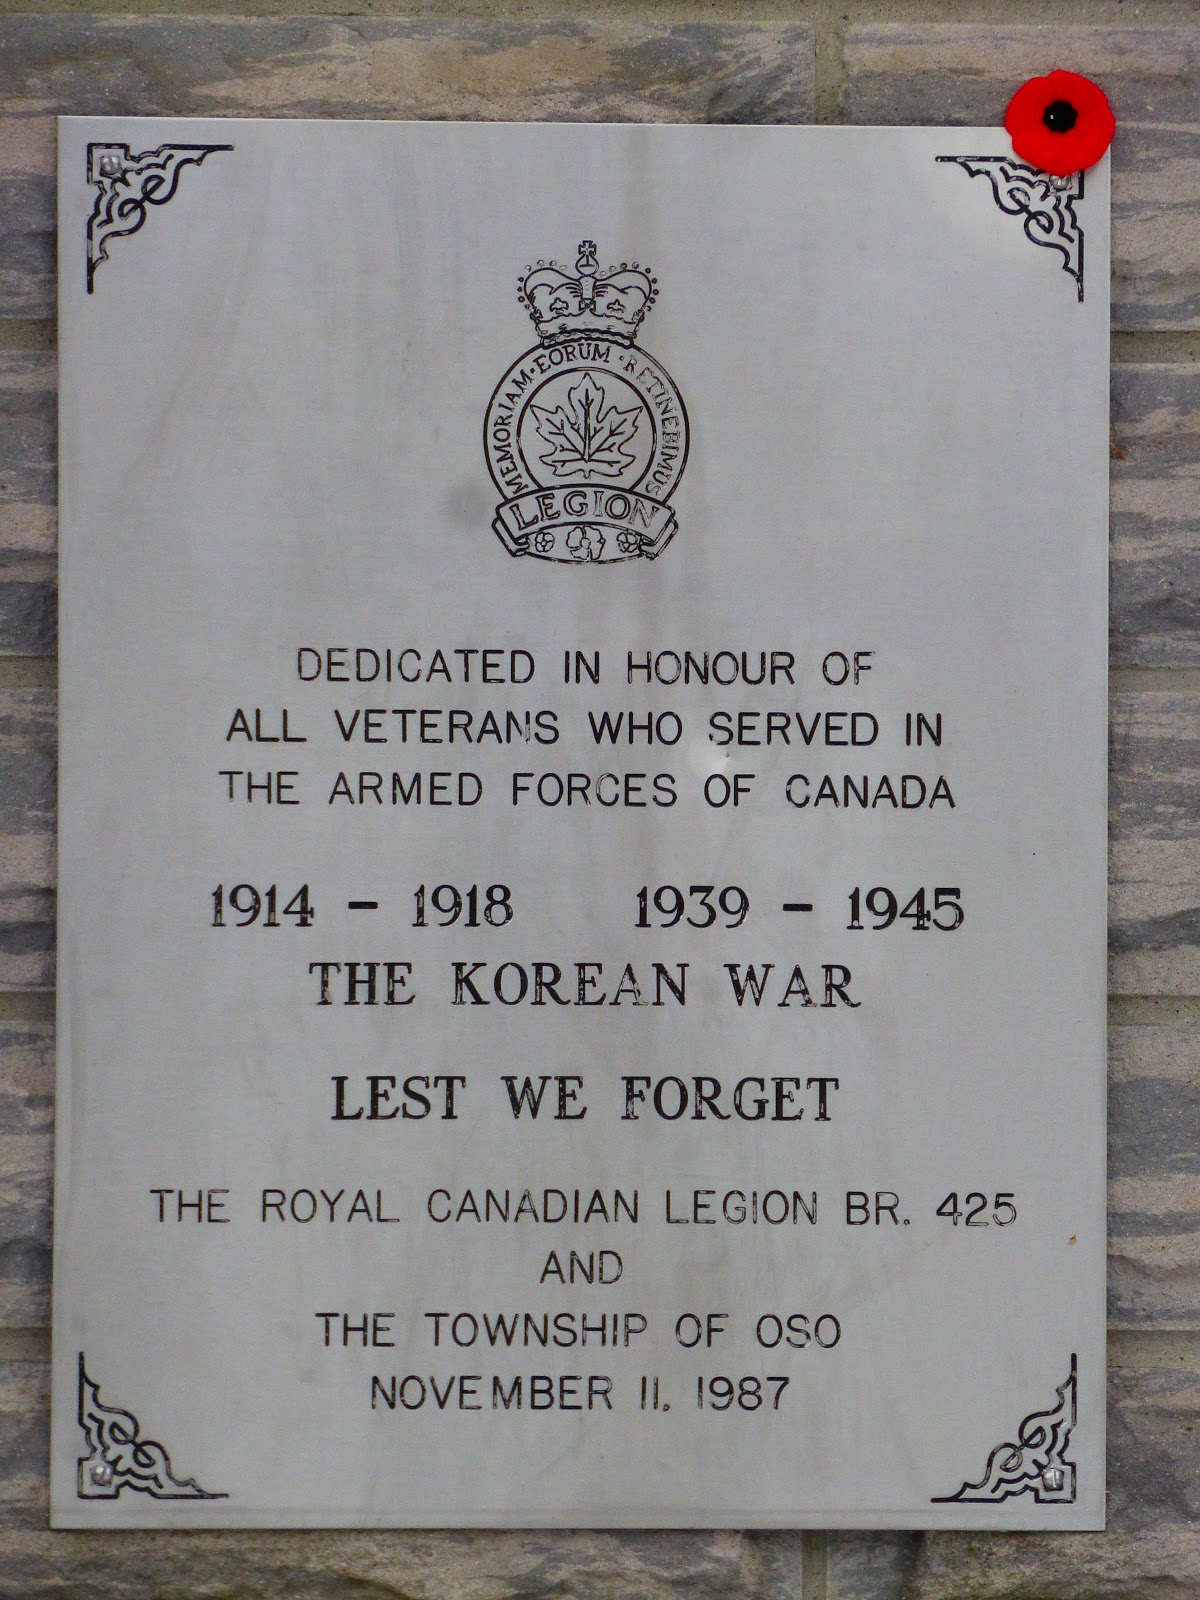 MEMORIAM·EORUM·RETINEBIMUS
LEGION
DEDICATED IN HONOUR OF
ALL VETERANS WHO SERVED IN
THE ARMED FORCES OF CANADA
1914 - 1918 1939 - 1945
THE KOREAN WAR
LEST WE FORGET
THE ROYAL CANADIAN LEGION BR. 425
AND
THE TOWNSHIP OF OSO
NOVEMBER 11. 1987